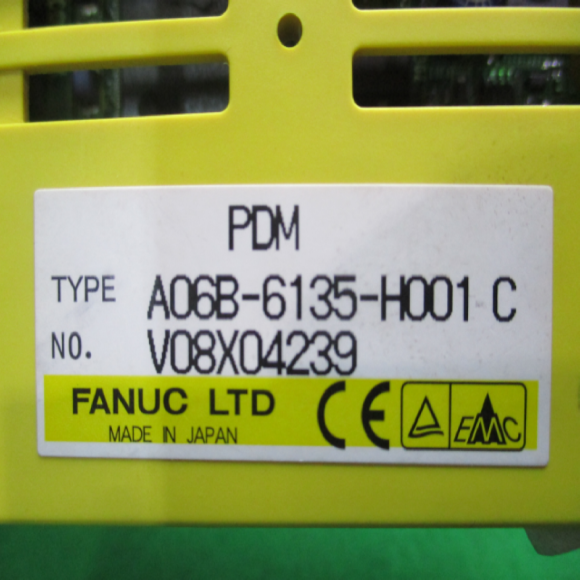 PDM
TYPE A06B-6135-H001 C
NO. V08X04239
FANUC LTD CE EMC
MADE IN JAPAN